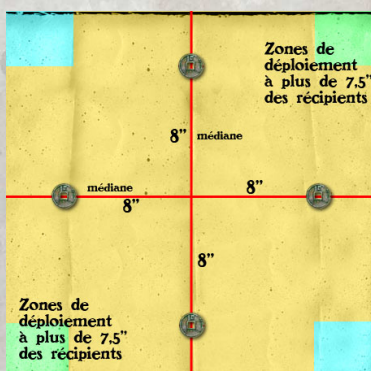 Zones de
déploiement
à plus de 7,5"
des récipients
8" médiane
médiane
8"
8"
8"
Zones de
déploiement
à plus de 7,5"
des récipients